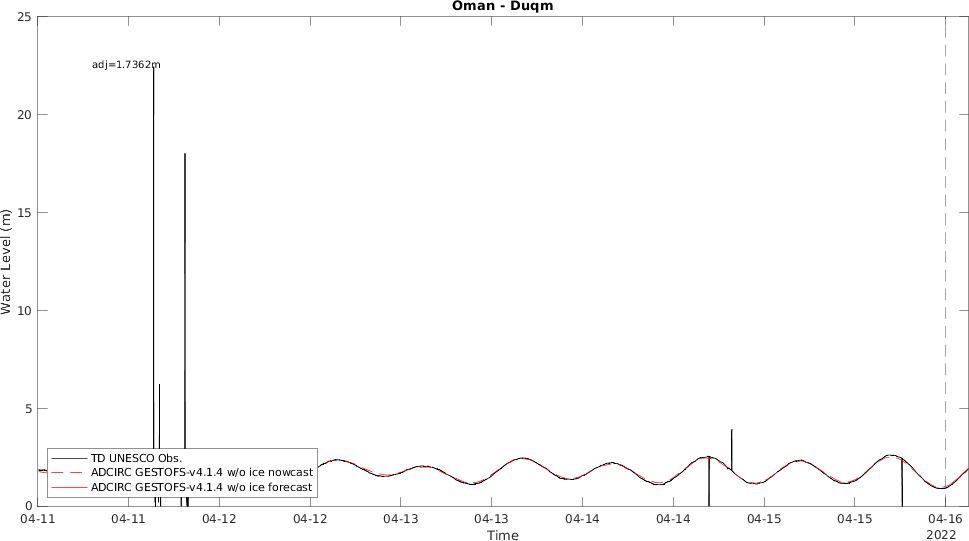 Oman - Duqm
25
20
15
10
5
0
Water Level (m)
adj=1.7362m
TD UNESCO Obs.
ADCIRC GESTOFS-v4.1.4 w/o ice nowcast
ADCIRC GESTOFS-v4.1.4 w/o ice forecast
04-11 04-11 04-12 04-12 04-13 04-13 04-14 04-14 04-15 04-15 04-16
Time
2022